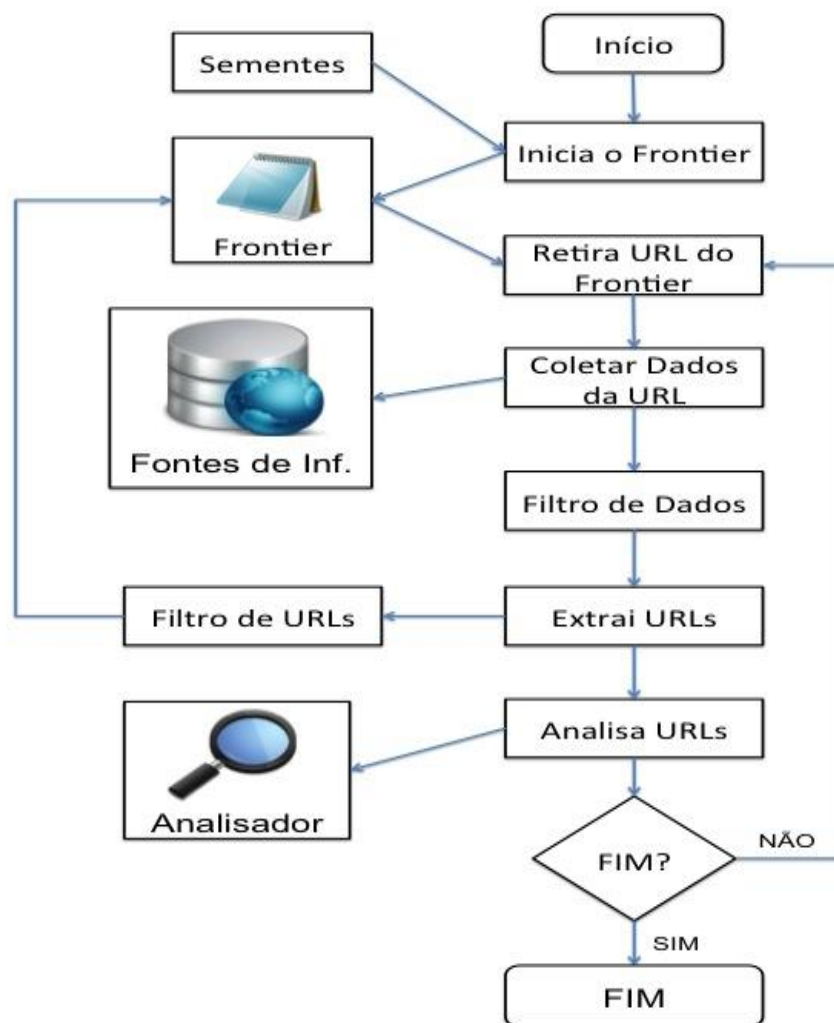 Início
Sementes
Inicia o Frontier
Frontier
Retira URL do
Frontier
Coletar Dados
da URL
Fontes de Inf.
Filtro de Dados
Filtro de URLs
Extrai URLs
Analisa URLs
Analisador
FIM?
NÃO
SIM
FIM